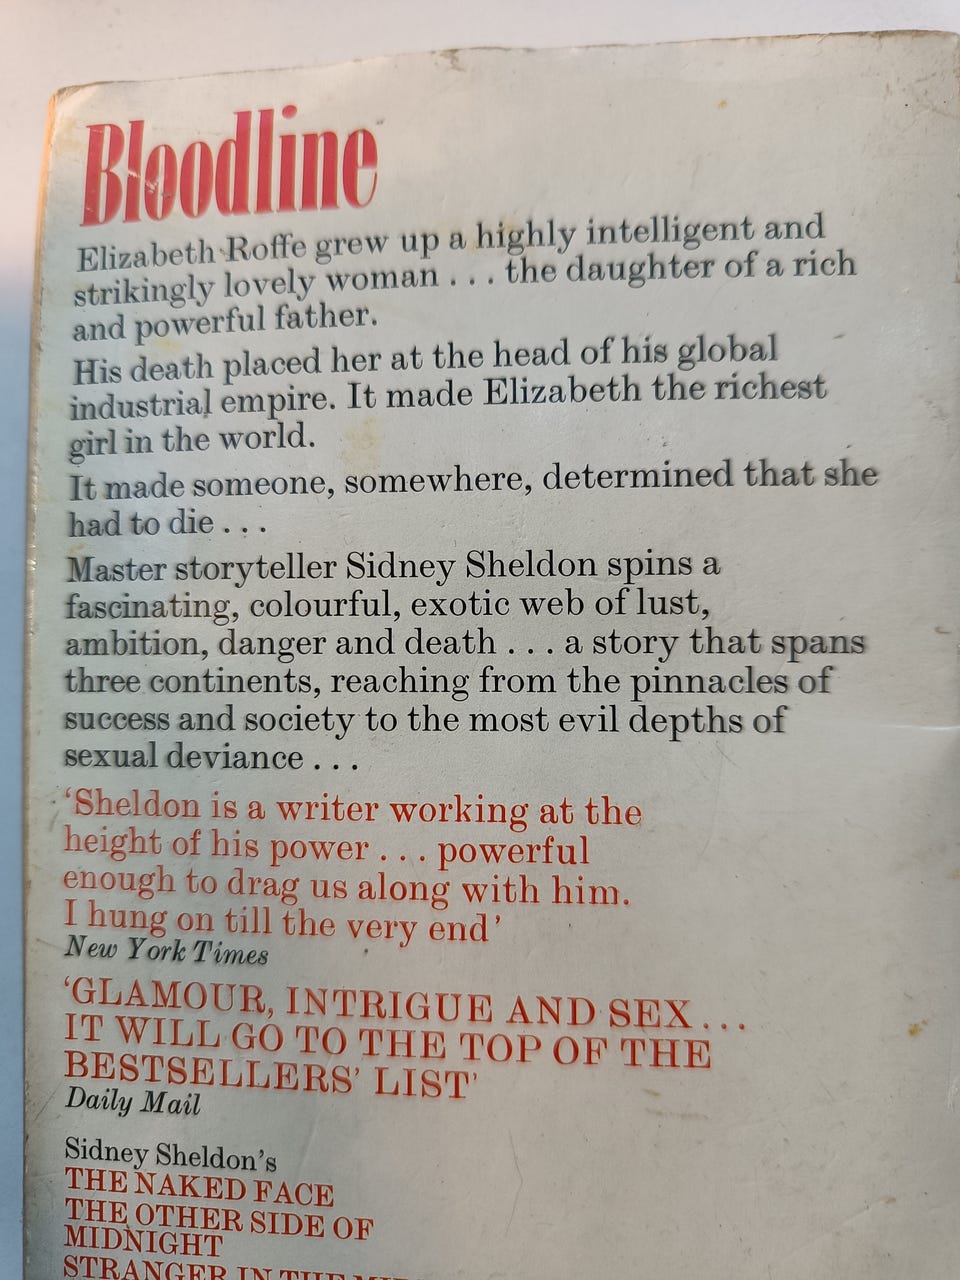 Bloodline
Elizabeth Roffe grew up a highly intelligent and
strikingly lovely woman . . . the daughter of a rich
and powerful father.
His death placed her at the head of his global
industrial empire. It made Elizabeth the richest
girl in the world.
It made someone, somewhere, determined that she
had to die . . .
Master storyteller Sidney Sheldon spins a
fascinating, colourful, exotic web of lust,
ambition, danger and death . . . a story that spans
three continents, reaching from the pinnacles of
success and society to the most evil depths of
sexual deviance . . .
‘Sheldon is a writer working at the
height of his power . . . powerful
enough to drag us along with him.
I hung on till the very end’
New York Times
‘GLAMOUR, INTRIGUE AND SEX . . .
IT WILL GO TO THE TOP OF THE
BESTSELLERS’ LIST’
Daily Mail
Sidney Sheldon’s
THE NAKED FACE
THE OTHER SIDE OF
MIDNIGHT
STRANGER IN THE